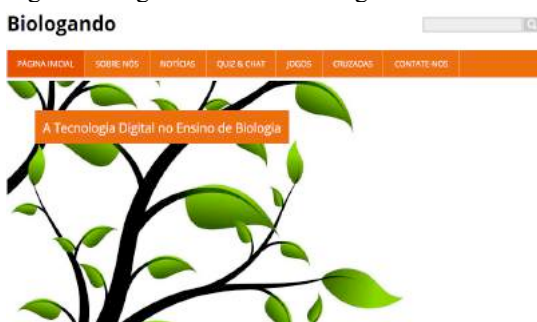 Biologando
PÁGINA INICIAL SOBRE NÓS NOTÍCIAS QUIZ & CHAT JOGOS CRUZADAS CONTATE-NOS
A Tecnologia Digital no Ensino de Biologia